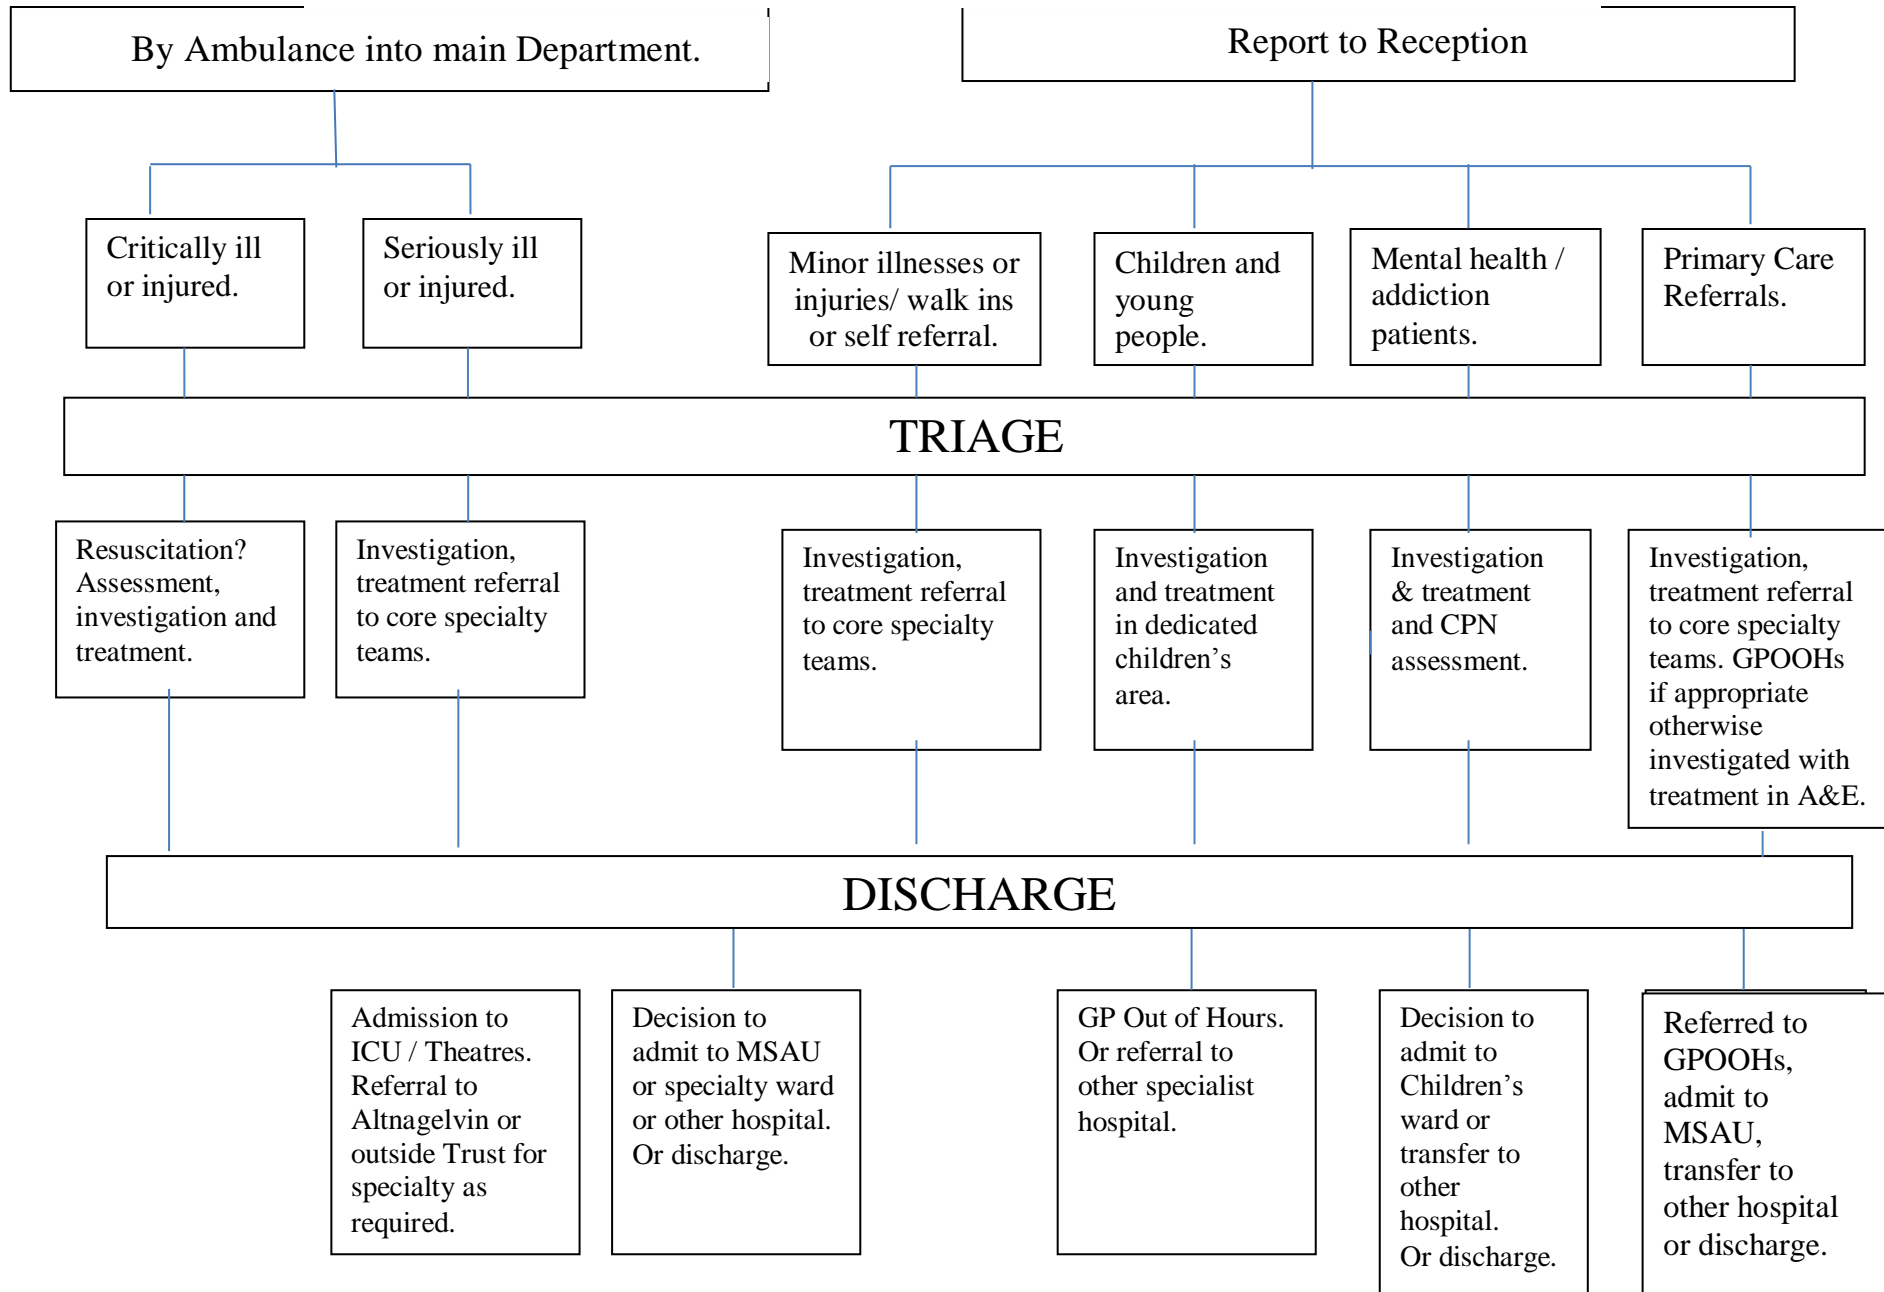 By Ambulance into main Department.
Report to Reception
Critically ill
or injured.
Seriously ill
or injured.
Minor illnesses or
injuries/ walk ins
or self referral.
Children and
young
people.
Mental health /
addiction
patients.
Primary Care
Referrals.
TRIAGE
Resuscitation?
Assessment,
investigation and
treatment.
Investigation,
treatment referral
to core specialty
teams.
Investigation,
treatment referral
to core specialty
teams.
Investigation
and treatment
in dedicated
children’s
area.
Investigation
& treatment
and CPN
assessment.
Investigation,
treatment referral
to core specialty
teams. GPOOHs
if appropriate
otherwise
investigated with
treatment in A&E.
DISCHARGE
Admission to
ICU / Theatres.
Referral to
Altnagelvin or
outside Trust for
specialty as
required.
Decision to
admit to MSAU
or specialty ward
or other hospital.
Or discharge.
GP Out of Hours.
Or referral to
other specialist
hospital.
Decision to
admit to
Children’s
ward or
transfer to
other
hospital.
Or discharge.
Referred to
GPOOHs,
admit to
MSAU,
transfer to
other hospital
or discharge.